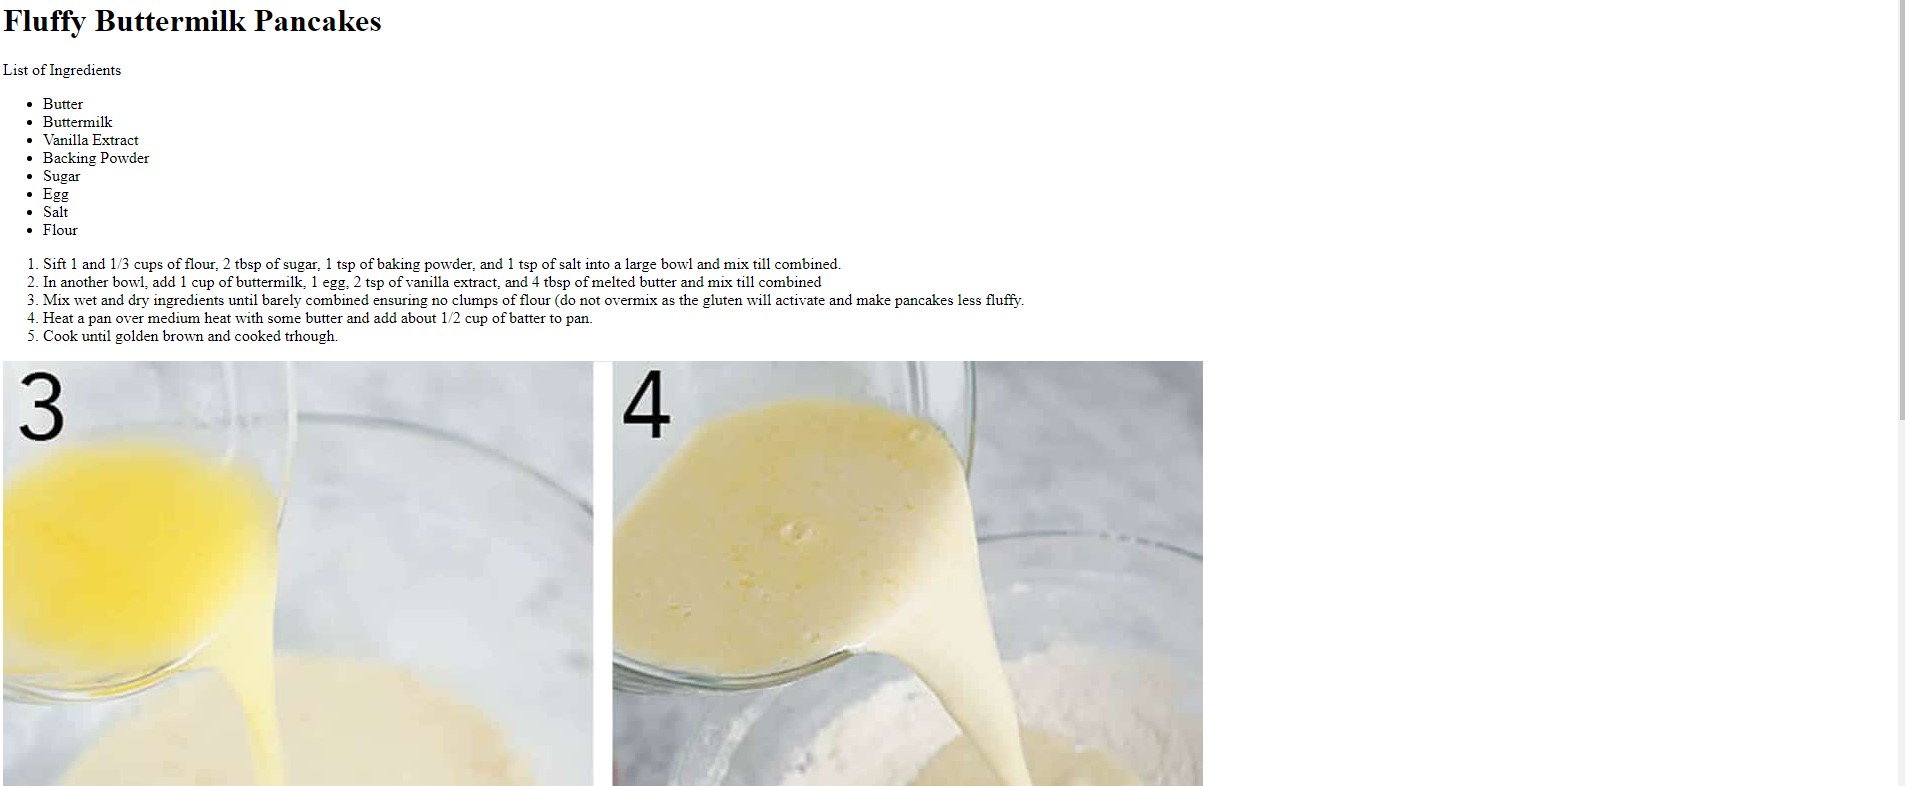 Fluffy Buttermilk Pancakes
List of Ingredients
• Butter
• Buttermilk
• Vanilla Extract
• Backing Powder
• Sugar
• Egg
• Salt
• Flour
1. Sift 1 and 1/3 cups of flour, 2 tbsp of sugar, 1 tsp of baking powder, and 1 tsp of salt into a large bowl and mix till combined.
2. In another bowl, add 1 cup of buttermilk, 1 egg, 2 tsp of vanilla extract, and 4 tbsp of melted butter and mix till combined
3. Mix wet and dry ingredients until barely combined ensuring no clumps of flour (do not overmix as the gluten will activate and make pancakes less fluffy.
4. Heat a pan over medium heat with some butter and add about 1/2 cup of batter to pan.
5. Cook until golden brown and cooked trhough.
3
4